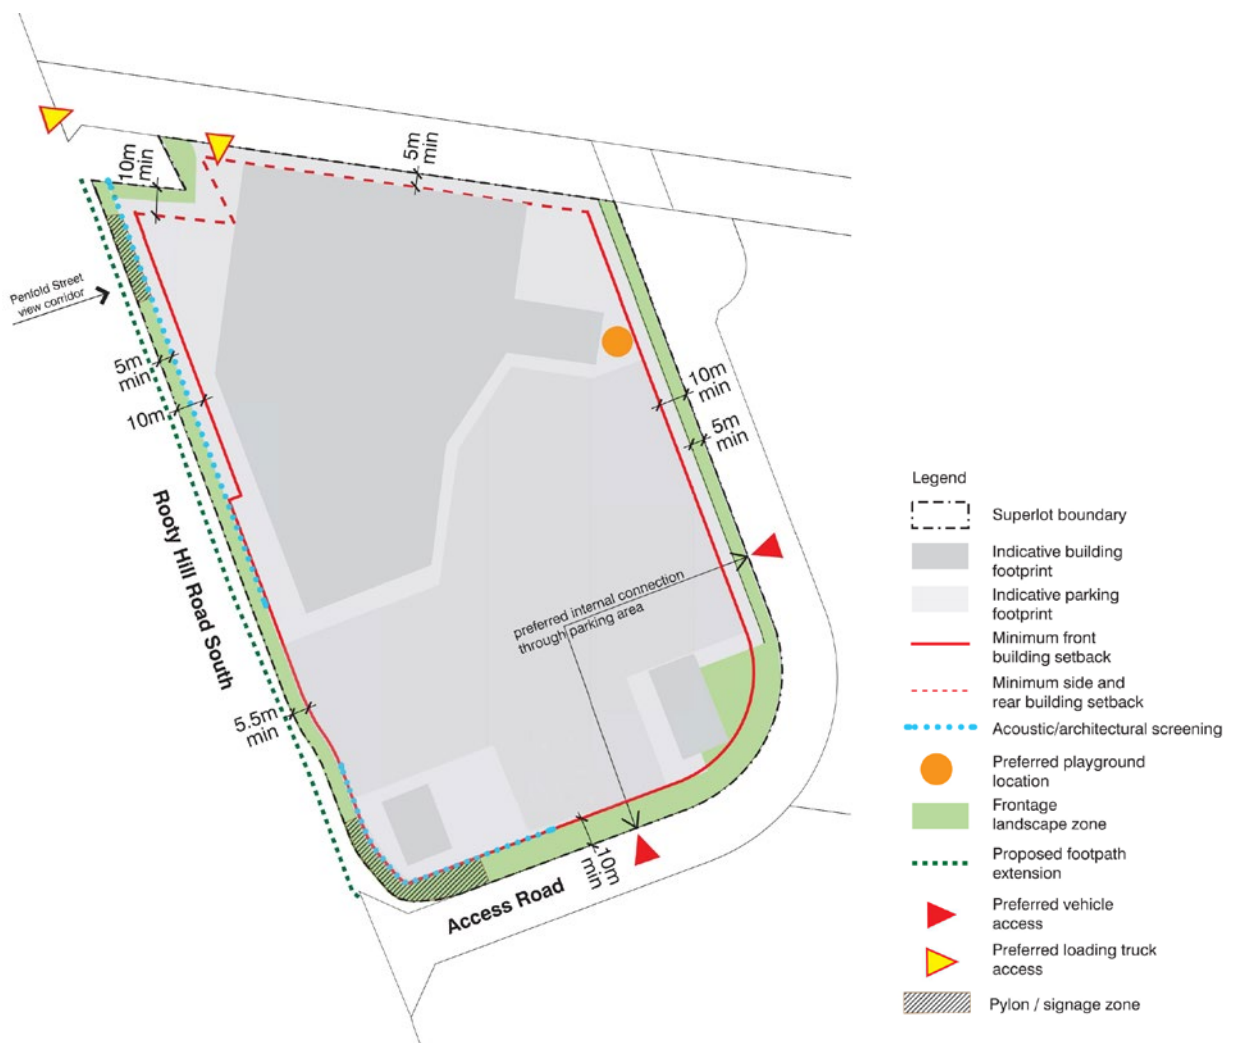 10m
min
5m
min
Penfold Street
view corridor
5m
min
10m
10m
min
5m
min
Rooty Hill Road South
preferred internal connection
through parking area
5.5m
min
10m
min
Access Road
Legend
Superlot boundary
Indicative building
footprint
Indicative parking
footprint
Minimum front
building setback
Minimum side and
rear building setback
Acoustic/architectural screening
Preferred playground
location
Frontage
landscape zone
Proposed footpath
extension
Preferred vehicle
access
Preferred loading truck
access
Pylon / signage zone